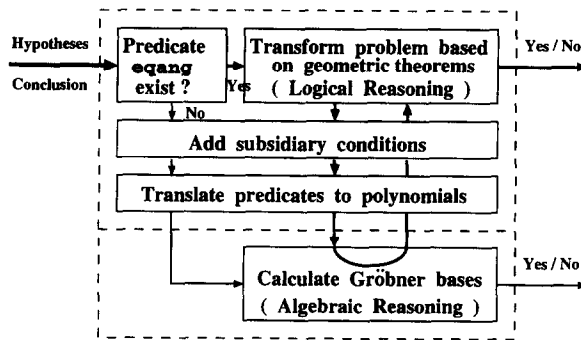 Hypotheses
Conclusion
Predicate
eqang
exist ?
Yes
No
Transform problem based
on geometric theorems
( Logical Reasoning )
Yes / No
Add subsidiary conditions
Translate predicates to polynomials
Calculate Gröbner bases
( Algebraic Reasoning )
Yes / No